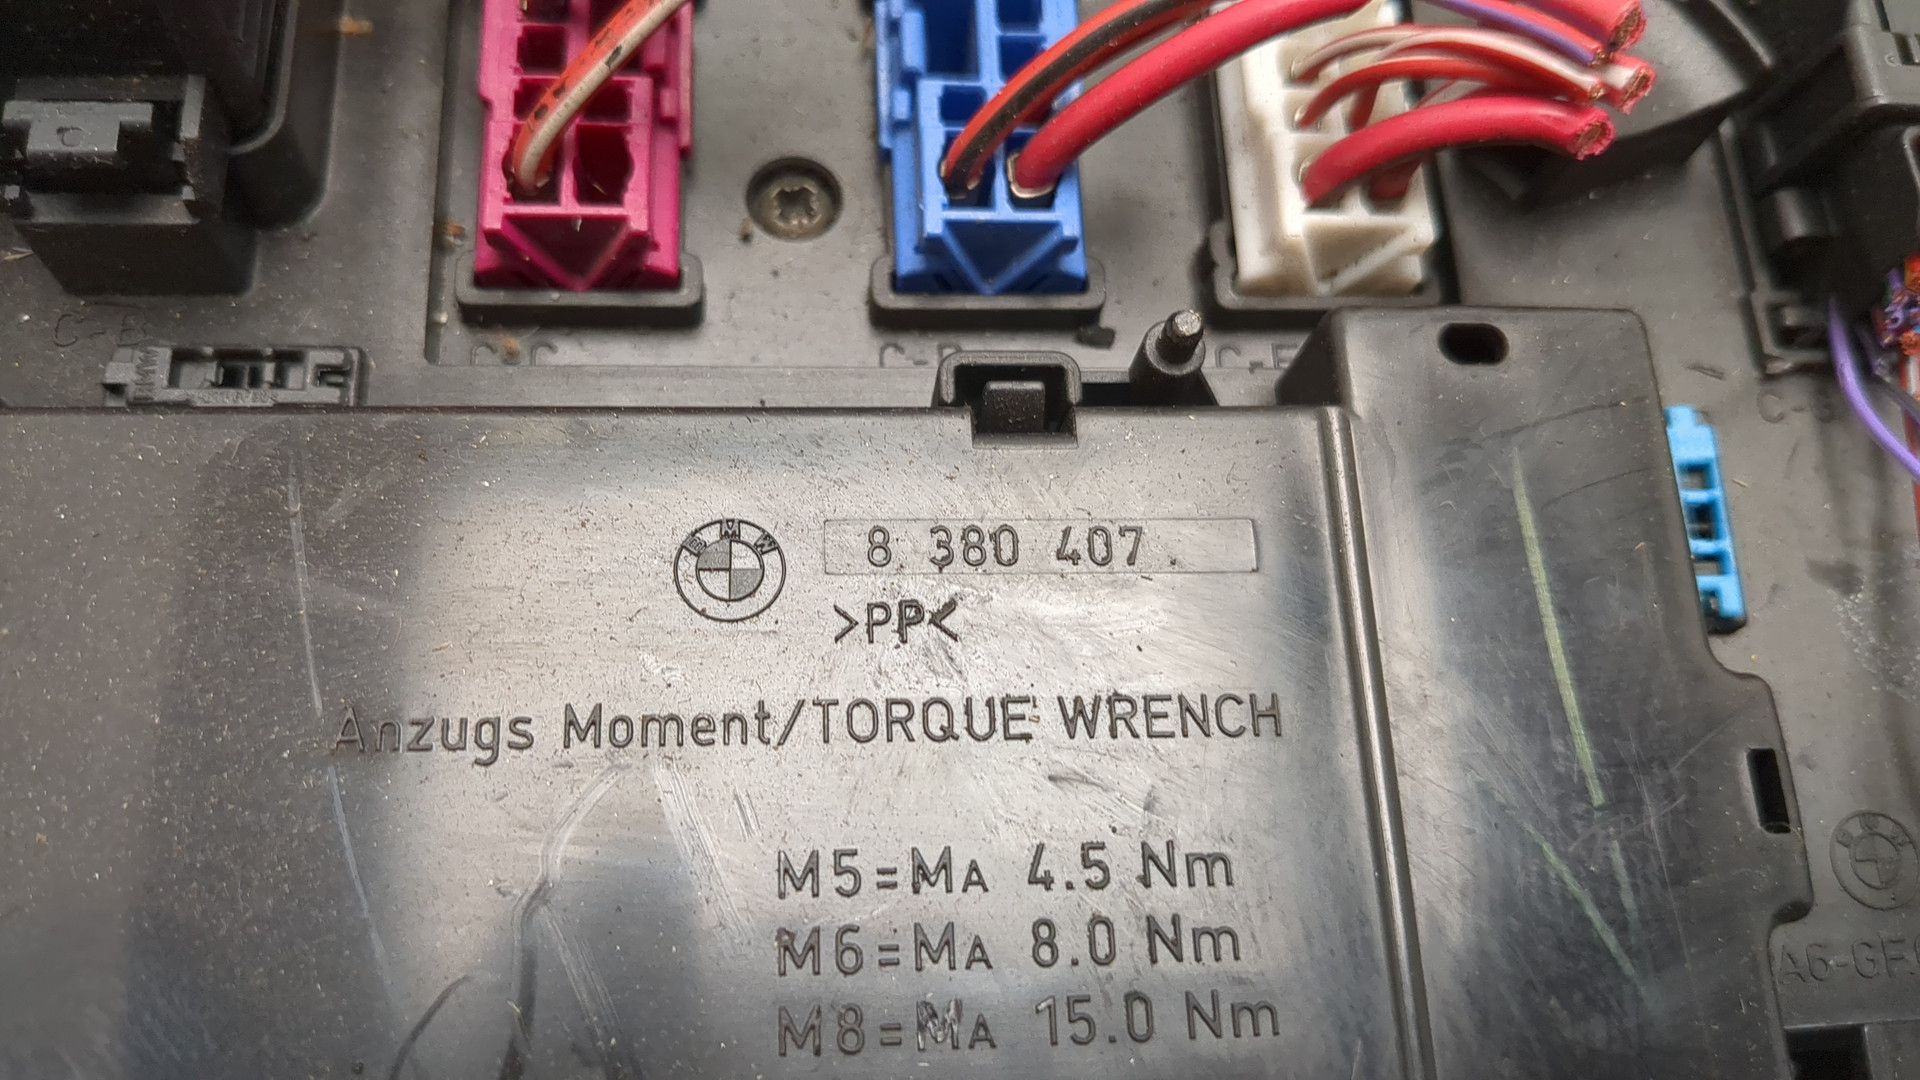 C-B
C-C
C-D
C-E
BMW
8 380 407
>PP<
Anzugs Moment/TORQUE WRENCH
M5=MA 4.5 Nm
M6=MA 8.0 Nm
M8=MA 15.0 Nm
BMW